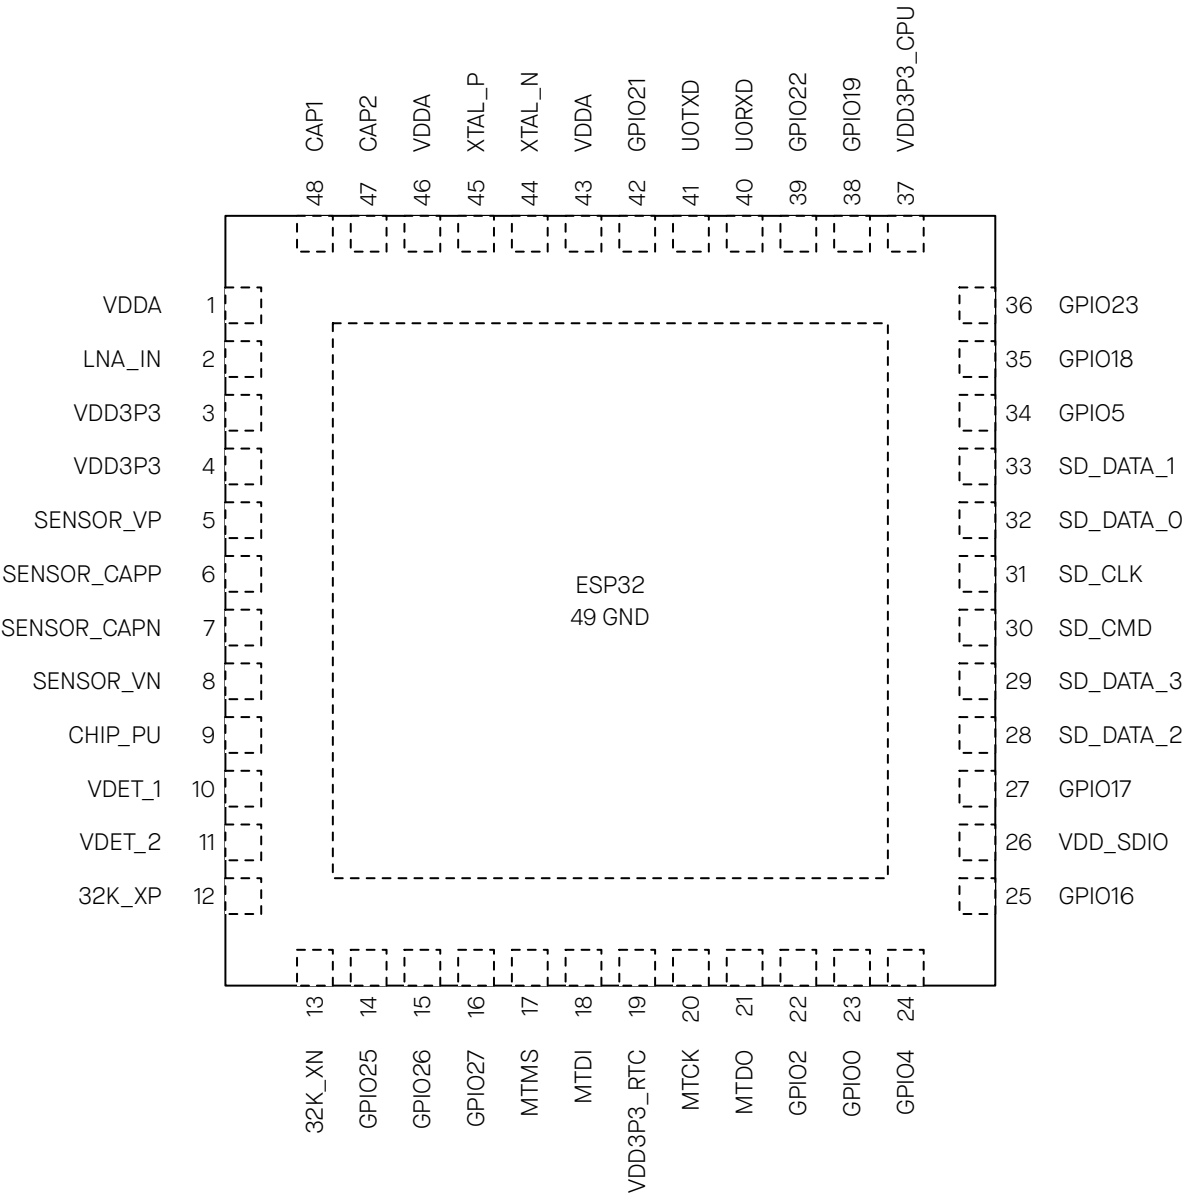 CAP1
CAP2
VDDA
XTAL_P
XTAL_N
VDDA
GPIO21
U0TXD
U0RXD
GPIO22
GPIO19
VDD3P3_CPU
48
47
46
45
44
43
42
41
40
39
38
37
VDDA 1
LNA_IN 2
VDD3P3 3
VDD3P3 4
SENSOR_VP 5
SENSOR_CAPP 6
SENSOR_CAPN 7
SENSOR_VN 8
CHIP_PU 9
VDET_1 10
VDET_2 11
32K_XP 12
ESP32
49 GND
36 GPIO23
35 GPIO18
34 GPIO5
33 SD_DATA_1
32 SD_DATA_0
31 SD_CLK
30 SD_CMD
29 SD_DATA_3
28 SD_DATA_2
27 GPIO17
26 VDD_SDIO
25 GPIO16
13
14
15
16
17
18
19
20
21
22
23
24
32K_XN
GPIO25
GPIO26
GPIO27
MTMS
MTDI
VDD3P3_RTC
MTCK
MTDO
GPIO2
GPIO0
GPIO4